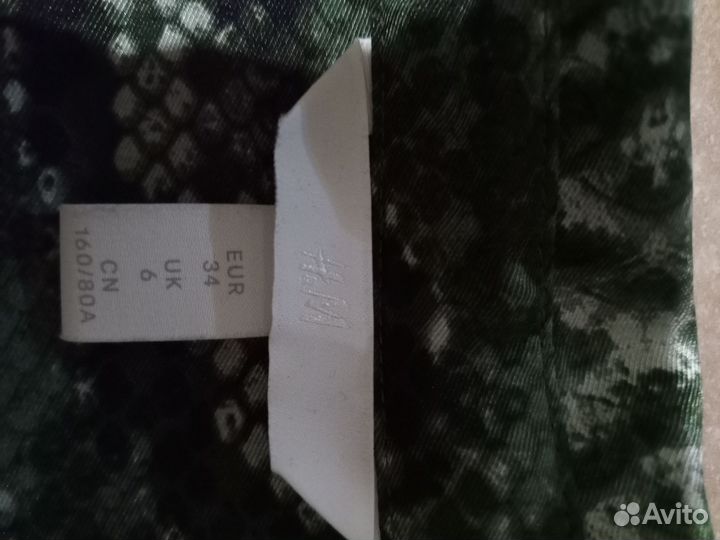 H&M
EUR
34
UK
6
CN
160/80A
Avito